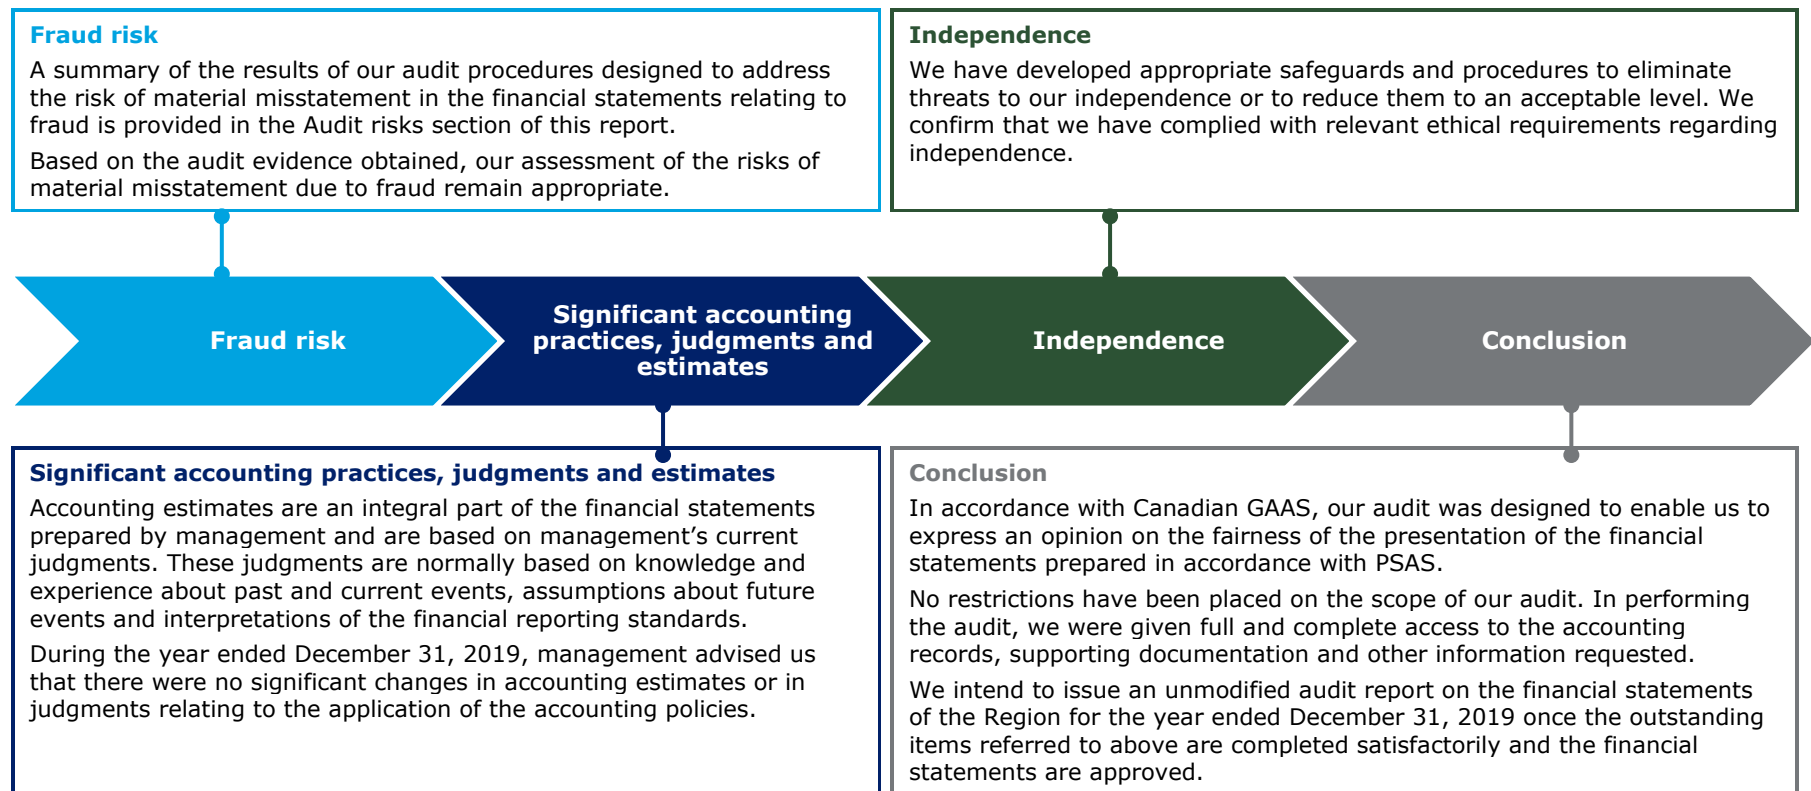 Fraud risk
A summary of the results of our audit procedures designed to address
the risk of material misstatement in the financial statements relating to
fraud is provided in the Audit risks section of this report.
Based on the audit evidence obtained, our assessment of the risks of
material misstatement due to fraud remain appropriate.
Independence
We have developed appropriate safeguards and procedures to eliminate
threats to our independence or to reduce them to an acceptable level. We
confirm that we have complied with relevant ethical requirements regarding
independence.
Fraud risk
Significant accounting
practices, judgments and
estimates
Independence
Conclusion
Significant accounting practices, judgments and estimates
Accounting estimates are an integral part of the financial statements
prepared by management and are based on management’s current
judgments. These judgments are normally based on knowledge and
experience about past and current events, assumptions about future
events and interpretations of the financial reporting standards.
During the year ended December 31, 2019, management advised us
that there were no significant changes in accounting estimates or in
judgments relating to the application of the accounting policies.
Conclusion
In accordance with Canadian GAAS, our audit was designed to enable us to
express an opinion on the fairness of the presentation of the financial
statements prepared in accordance with PSAS.
No restrictions have been placed on the scope of our audit. In performing
the audit, we were given full and complete access to the accounting
records, supporting documentation and other information requested.
We intend to issue an unmodified audit report on the financial statements
of the Region for the year ended December 31, 2019 once the outstanding
items referred to above are completed satisfactorily and the financial
statements are approved.